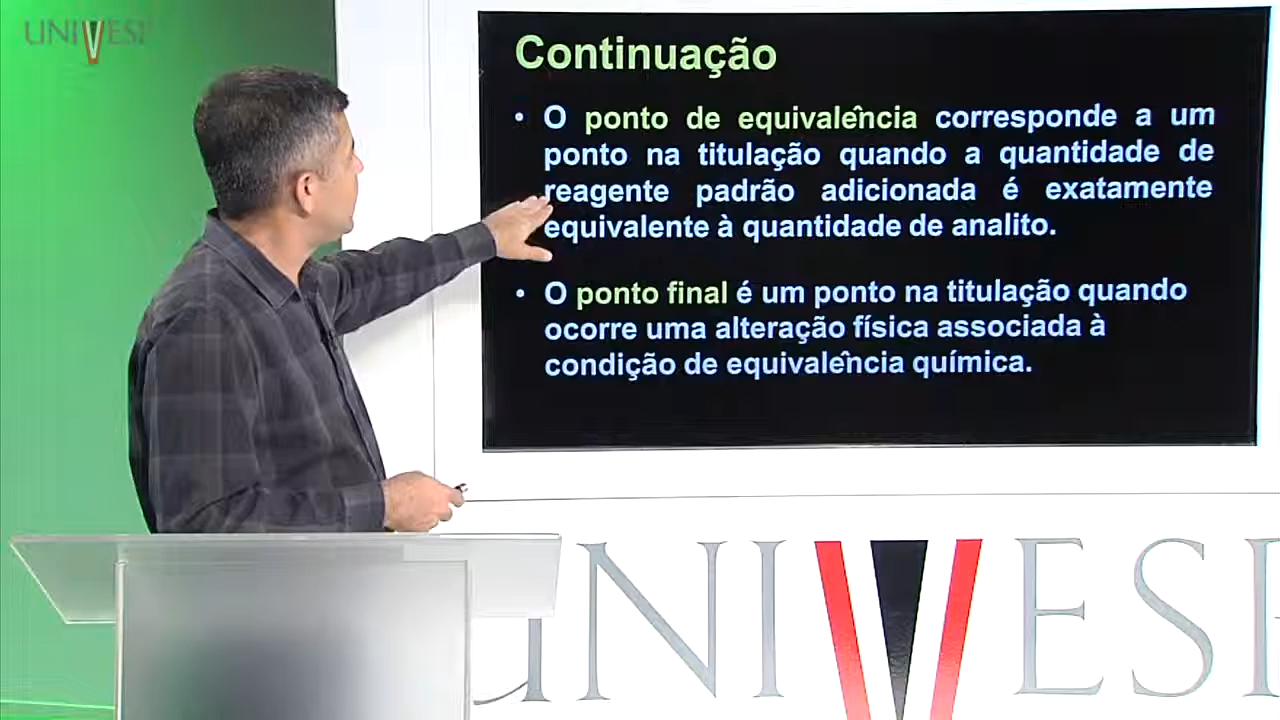 UNIVESP
Continuação
• O ponto de equivalência corresponde a um
ponto na titulação quando a quantidade de
reagente padrão adicionada é exatamente
equivalente à quantidade de analito.
• O ponto final é um ponto na titulação quando
ocorre uma alteração física associada à
condição de equivalência química.
UNIVESP